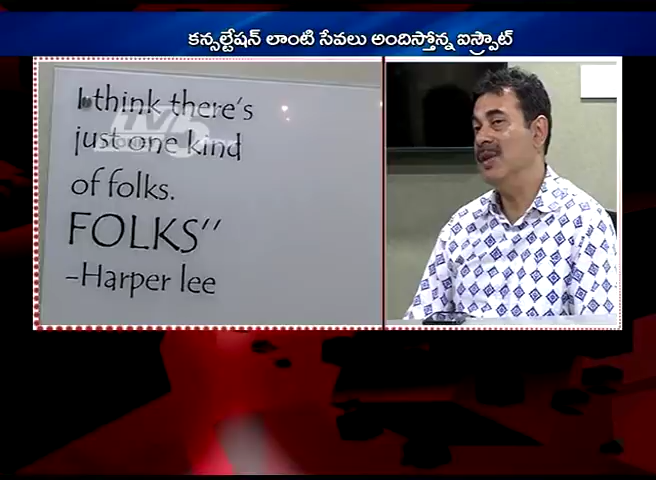 కన్సల్టేషన్ లాంటి సేవలు అందిస్తోన్న ఐస్ప్రౌట్
I think there's
just one kind
of folks.
FOLKS”
-Harper lee